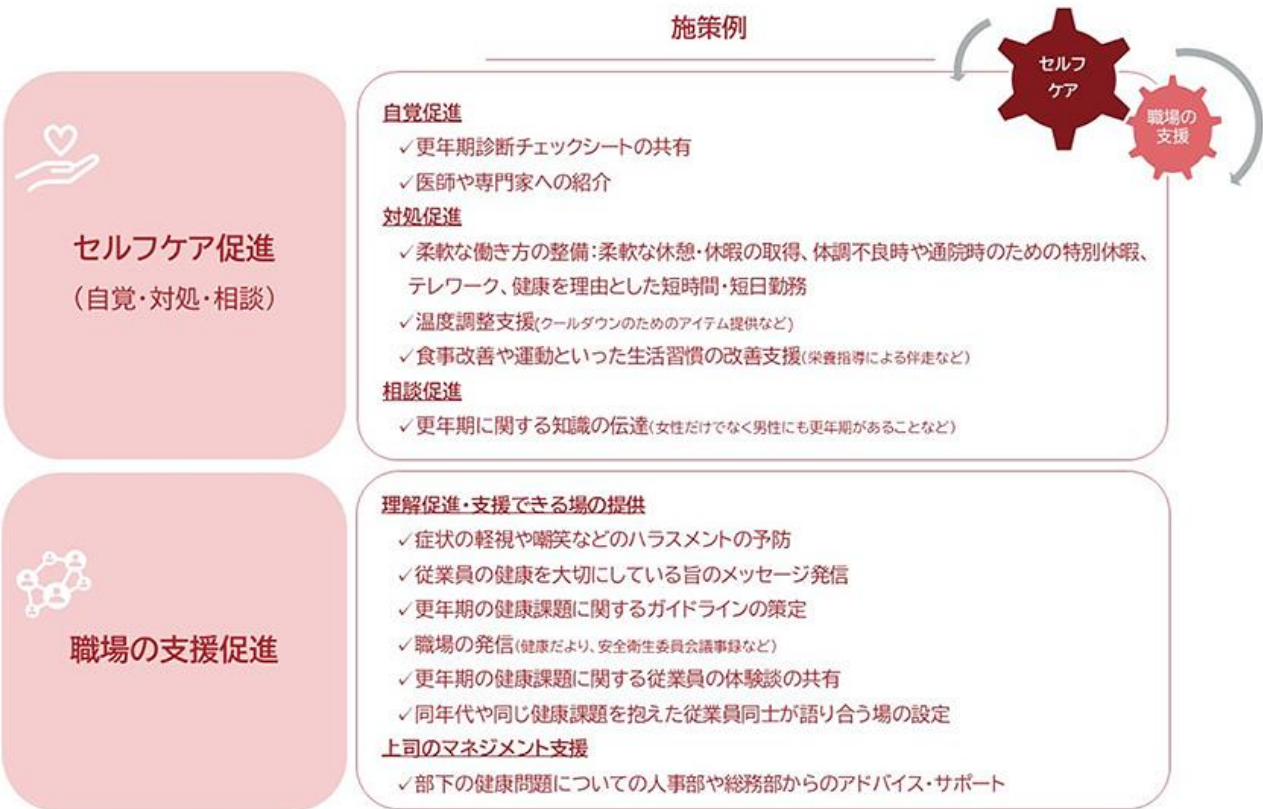 施策例
セルフ
ケア
職場の
支援
セルフケア促進
（自覚・対処・相談）
自覚促進
✓更年期診断チェックシートの共有
✓医師や専門家への紹介
対処促進
✓柔軟な働き方の整備：柔軟な休憩・休暇の取得、体調不良時や通院時のための特別休暇、
テレワーク、健康を理由とした短時間・短日勤務
✓温度調整支援(クールダウンのためのアイテム提供など)
✓食事改善や運動といった生活習慣の改善支援(栄養指導による伴走など)
相談促進
✓更年期に関する知識の伝達(女性だけでなく男性にも更年期があることなど)
職場の支援促進
理解促進・支援できる場の提供
✓症状の軽視や嘲笑などのハラスメントの予防
✓従業員の健康を大切にしている旨のメッセージ発信
✓更年期の健康課題に関するガイドラインの策定
✓職場の発信(健康だより、安全衛生委員会議事録など)
✓更年期の健康課題に関する従業員の体験談の共有
✓同年代や同じ健康課題を抱えた従業員同士が語り合う場の設定
上司のマネジメント支援
✓部下の健康問題についての人事部や総務部からのアドバイス・サポート